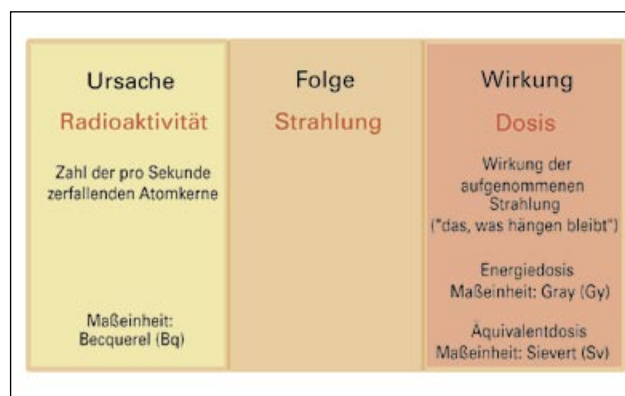 Ursache
Radioaktivität
Zahl der pro Sekunde
zerfallenden Atomkerne
Maßeinheit:
Becquerel (Bq)
Folge
Strahlung
Wirkung
Dosis
Wirkung der
aufgenommenen
Strahlung
("das, was hängen bleibt")
Energiedosis
Maßeinheit: Gray (Gy)
Äquivalentdosis
Maßeinheit: Sievert (Sv)